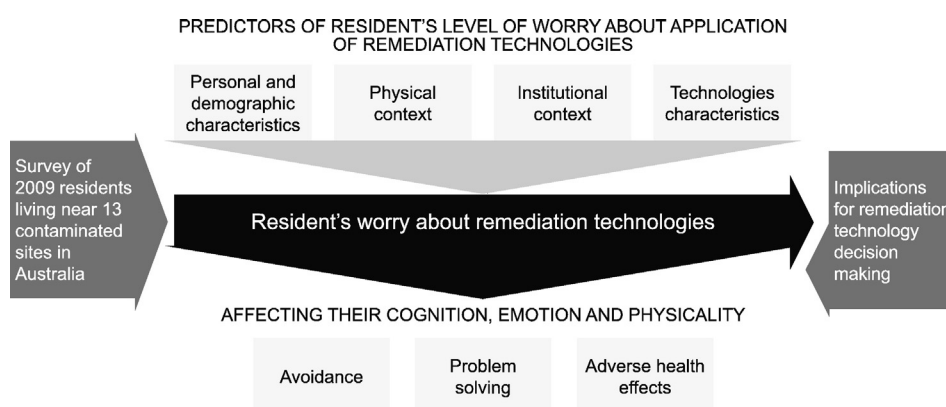 PREDICTORS OF RESIDENT'S LEVEL OF WORRY ABOUT APPLICATION
OF REMEDIATION TECHNOLOGIES
Personal and
demographic
characteristics
Physical
context
Institutional
context
Technologies
characteristics
Survey of
2009 residents
living near 13
contaminated
sites in
Australia
Resident's worry about remediation technologies
Implications
for remediation
technology
decision
making
AFFECTING THEIR COGNITION, EMOTION AND PHYSICALITY
Avoidance
Problem
solving
Adverse health
effects